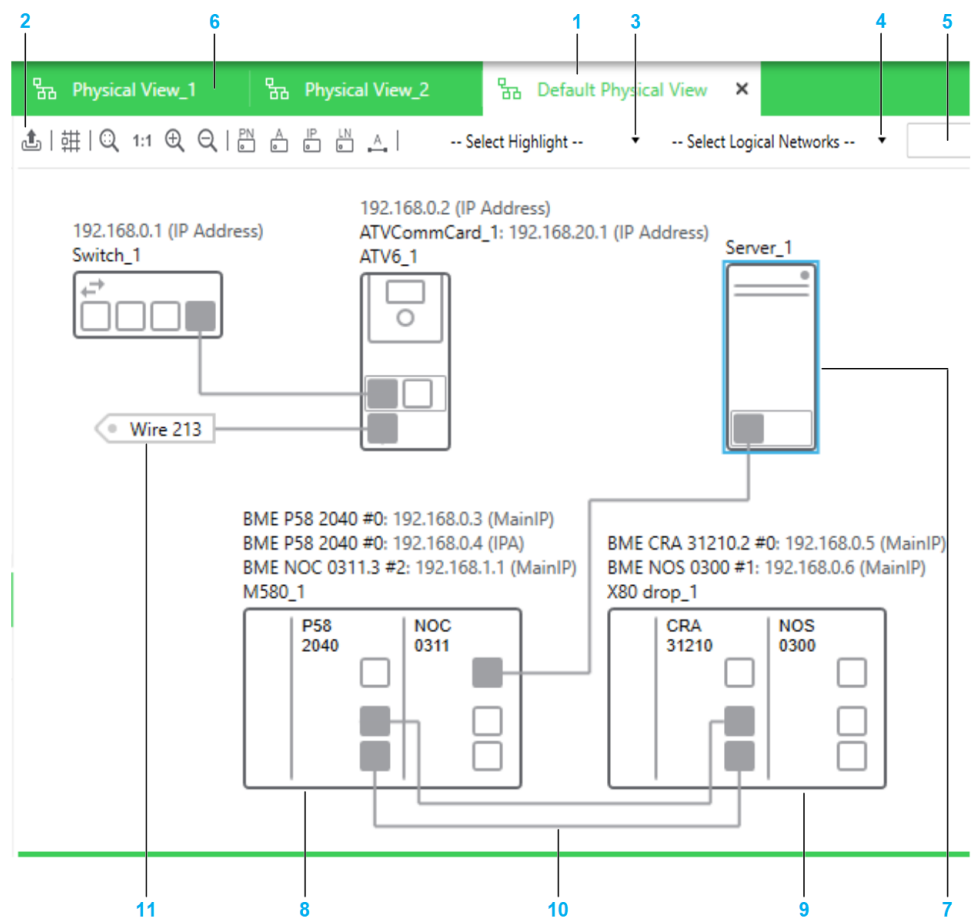 2 6 1 3 4 5
Physical View_1 Physical View_2 Default Physical View
1:1 PN A IP LN A -- Select Highlight -- -- Select Logical Networks --
192.168.0.2 (IP Address)
192.168.0.1 (IP Address)
ATVCommCard_1: 192.168.20.1 (IP Address)
Switch_1
ATV6_1
Server_1
Wire 213
BME P58 2040 #0: 192.168.0.3 (MainIP)
BME P58 2040 #0: 192.168.0.4 (IPA)
BME NOC 0311.3 #2: 192.168.1.1 (MainIP)
M580_1
BME CRA 31210.2 #0: 192.168.0.5 (MainIP)
BME NOS 0300 #1: 192.168.0.6 (MainIP)
X80 drop_1
P58
2040
NOC
0311
CRA
31210
NOS
0300
11 8 10 9 7